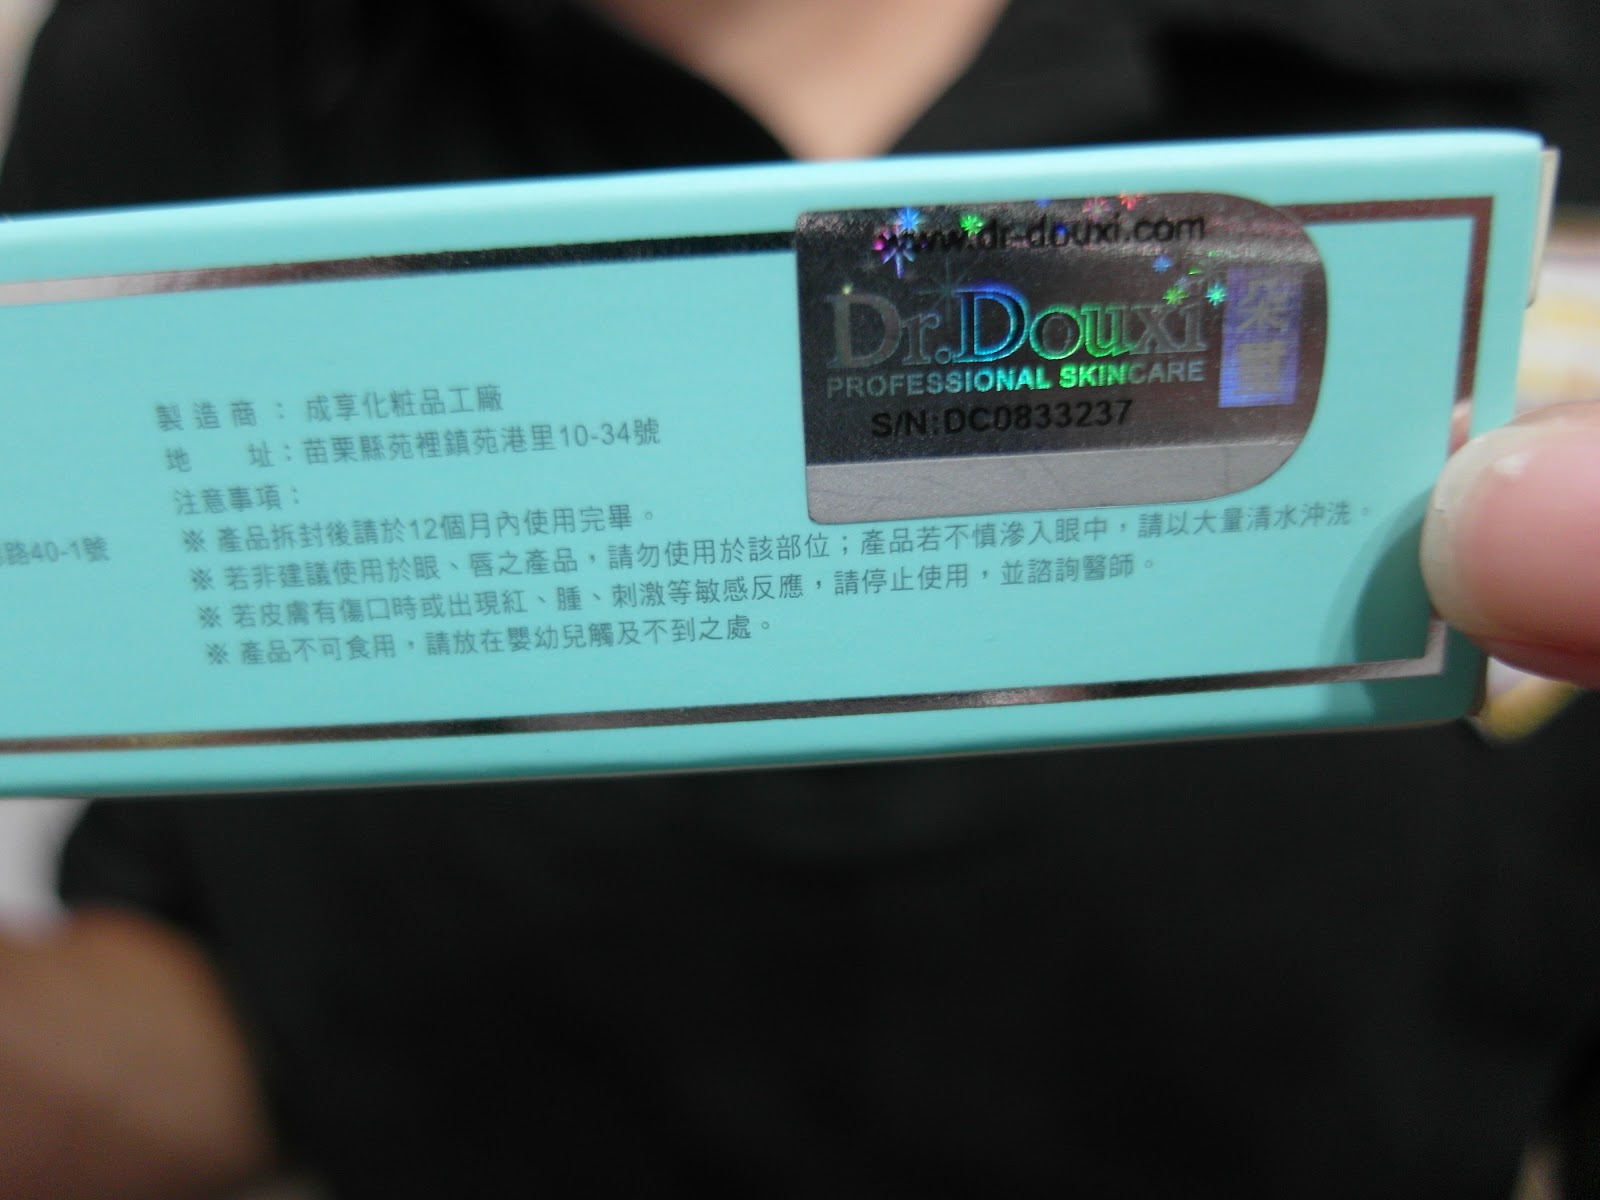 www.dr-douxi.com
Dr.Douxi 朵璽
PROFESSIONAL SKINCARE
S/N:DC0833237
製造商：成享化粧品工廠
地　　址：苗栗縣苑裡鎮苑港里10-34號
注意事項：
※ 產品拆封後請於12個月內使用完畢。
路40-1號
※ 若非建議使用於眼、唇之產品，請勿使用於該部位；產品若不慎滲入眼中，請以大量清水沖洗。
※ 若皮膚有傷口時或出現紅、腫、刺激等敏感反應，請停止使用，並諮詢醫師。
※ 產品不可食用，請放在嬰幼兒觸及不到之處。